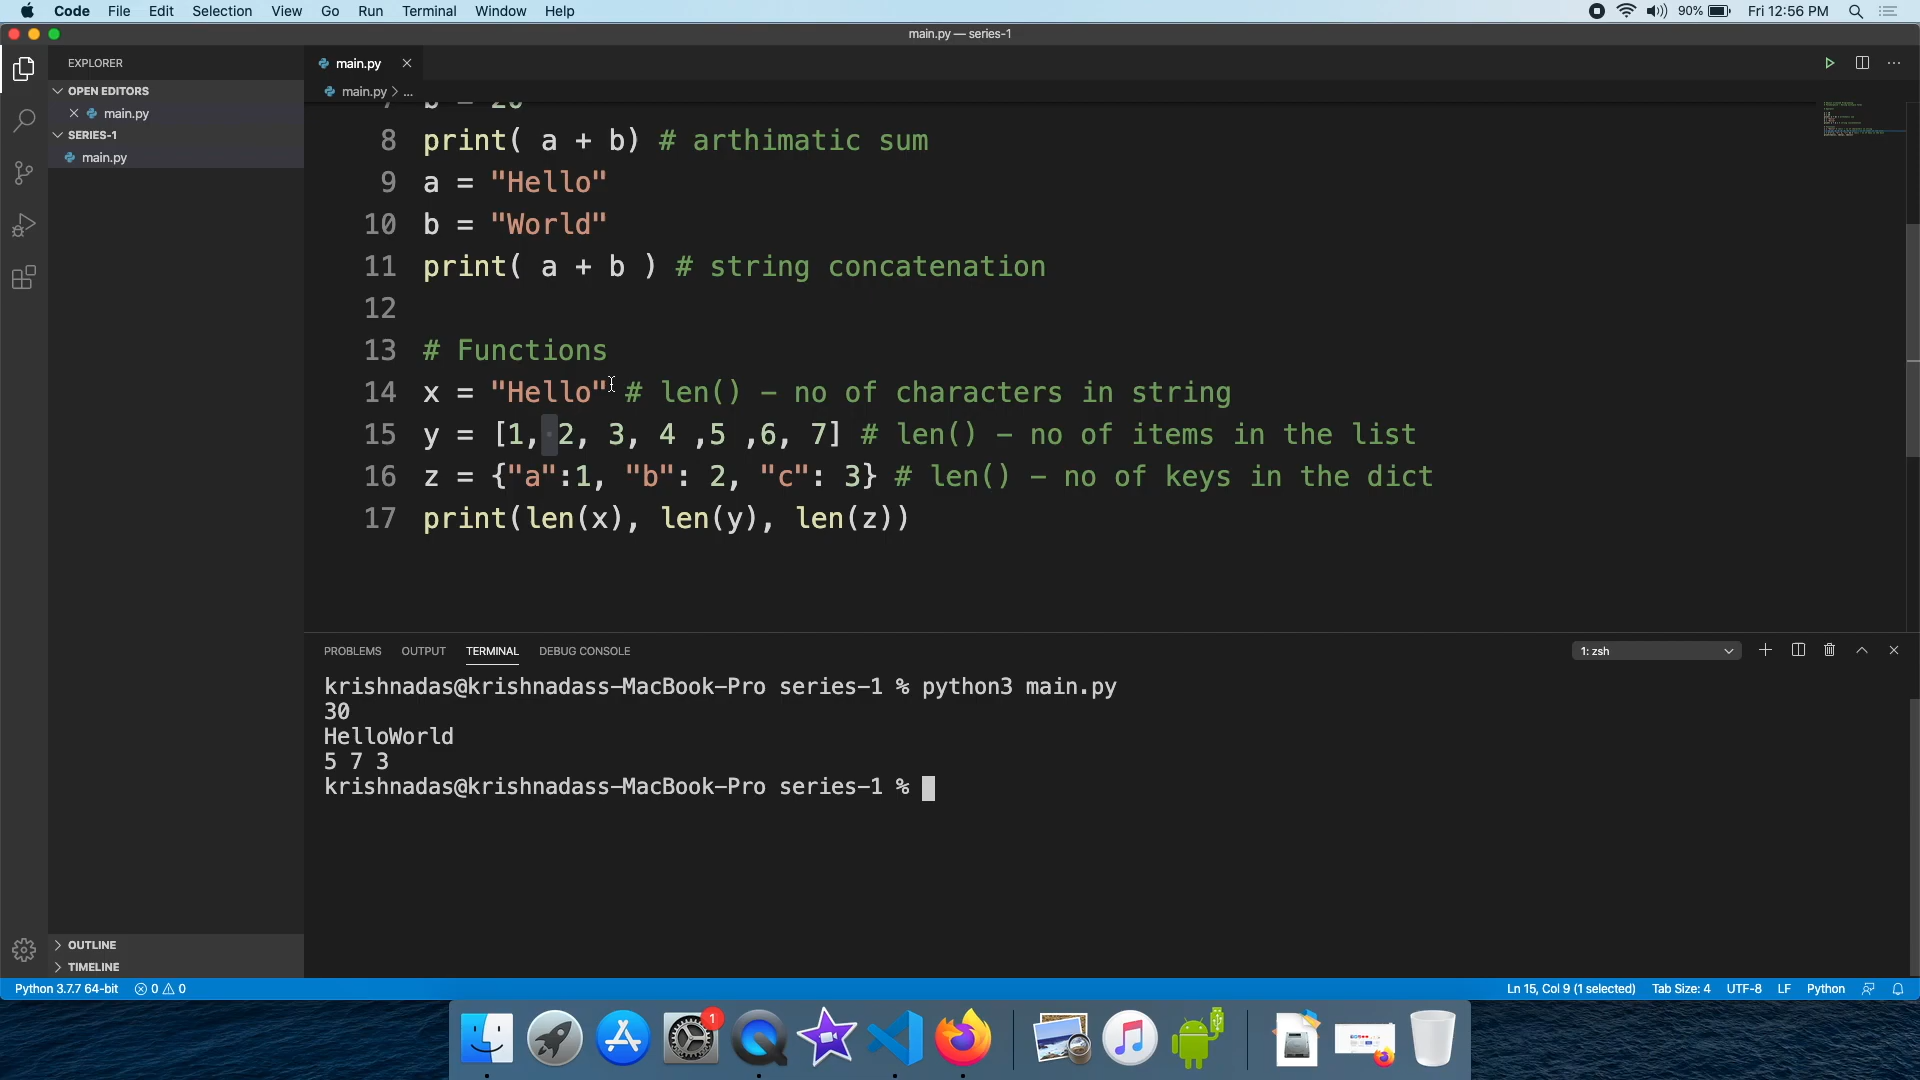 Code File Edit Selection View Go Run Terminal Window Help 90% Fri 12:56 PM
main.py — series-1
EXPLORER
main.py
OPEN EDITORS
main.py > ...
main.py
SERIES-1
main.py
7 b = 20
8 print( a + b) # arthimatic sum
9 a = "Hello"
10 b = "World"
11 print( a + b ) # string concatenation
12
13 # Functions
14 x = "Hello" # len() - no of characters in string
15 y = [1, 2, 3, 4 ,5 ,6, 7] # len() - no of items in the list
16 z = {"a":1, "b": 2, "c": 3} # len() - no of keys in the dict
17 print(len(x), len(y), len(z))
PROBLEMS OUTPUT TERMINAL DEBUG CONSOLE 1: zsh
krishnadas@krishnadass-MacBook-Pro series-1 % python3 main.py
30
HelloWorld
5 7 3
krishnadas@krishnadass-MacBook-Pro series-1 %
OUTLINE
TIMELINE
Python 3.7.7 64-bit 0 0 Ln 15, Col 9 (1 selected) Tab Size: 4 UTF-8 LF Python
1